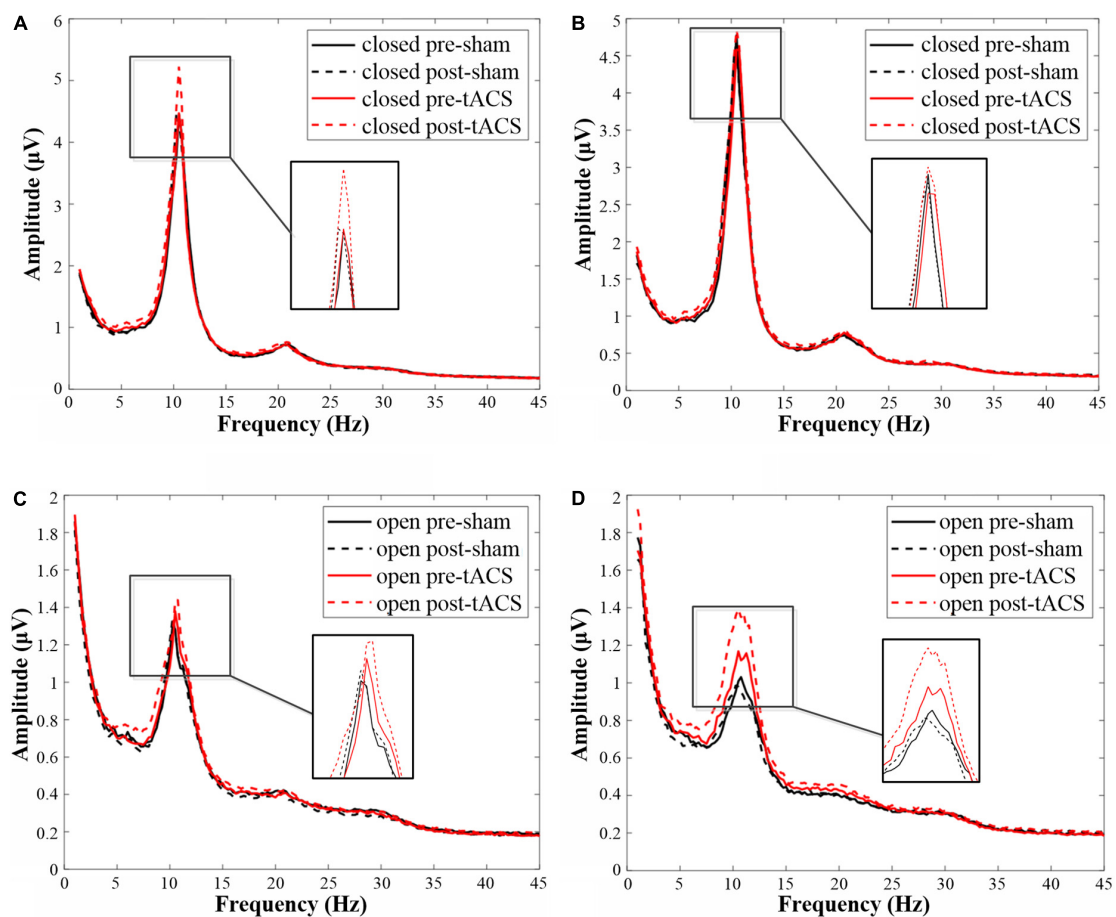 A
Amplitude (μV)
6
5
4
3
2
1
0
closed pre-sham
closed post-sham
closed pre-tACS
closed post-tACS
0 5 10 15 20 25 30 35 40 45
Frequency (Hz)
B
Amplitude (μV)
5
4.5
4
3.5
3
2.5
2
1.5
1
0.5
0
closed pre-sham
closed post-sham
closed pre-tACS
closed post-tACS
0 5 10 15 20 25 30 35 40 45
Frequency (Hz)
C
Amplitude (μV)
2
1.8
1.6
1.4
1.2
1
0.8
0.6
0.4
0.2
0
open pre-sham
open post-sham
open pre-tACS
open post-tACS
0 5 10 15 20 25 30 35 40 45
Frequency (Hz)
D
Amplitude (μV)
2
1.8
1.6
1.4
1.2
1
0.8
0.6
0.4
0.2
0
open pre-sham
open post-sham
open pre-tACS
open post-tACS
0 5 10 15 20 25 30 35 40 45
Frequency (Hz)